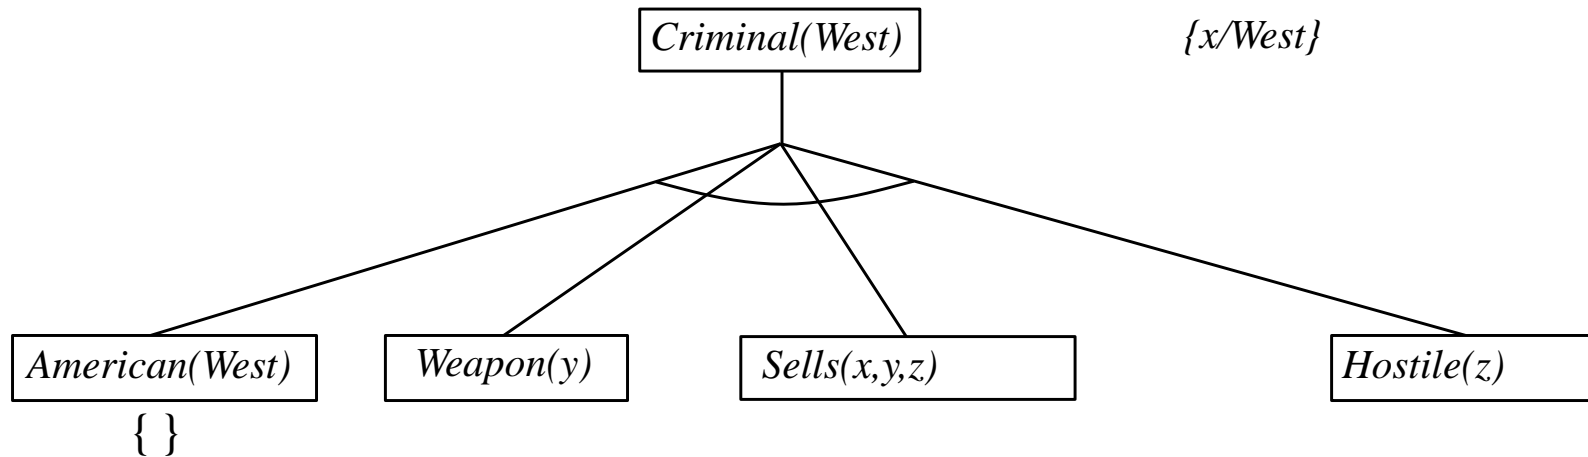 Criminal(West)
{x/West}
American(West)
Weapon(y)
Sells(x,y,z)
Hostile(z)
{ }